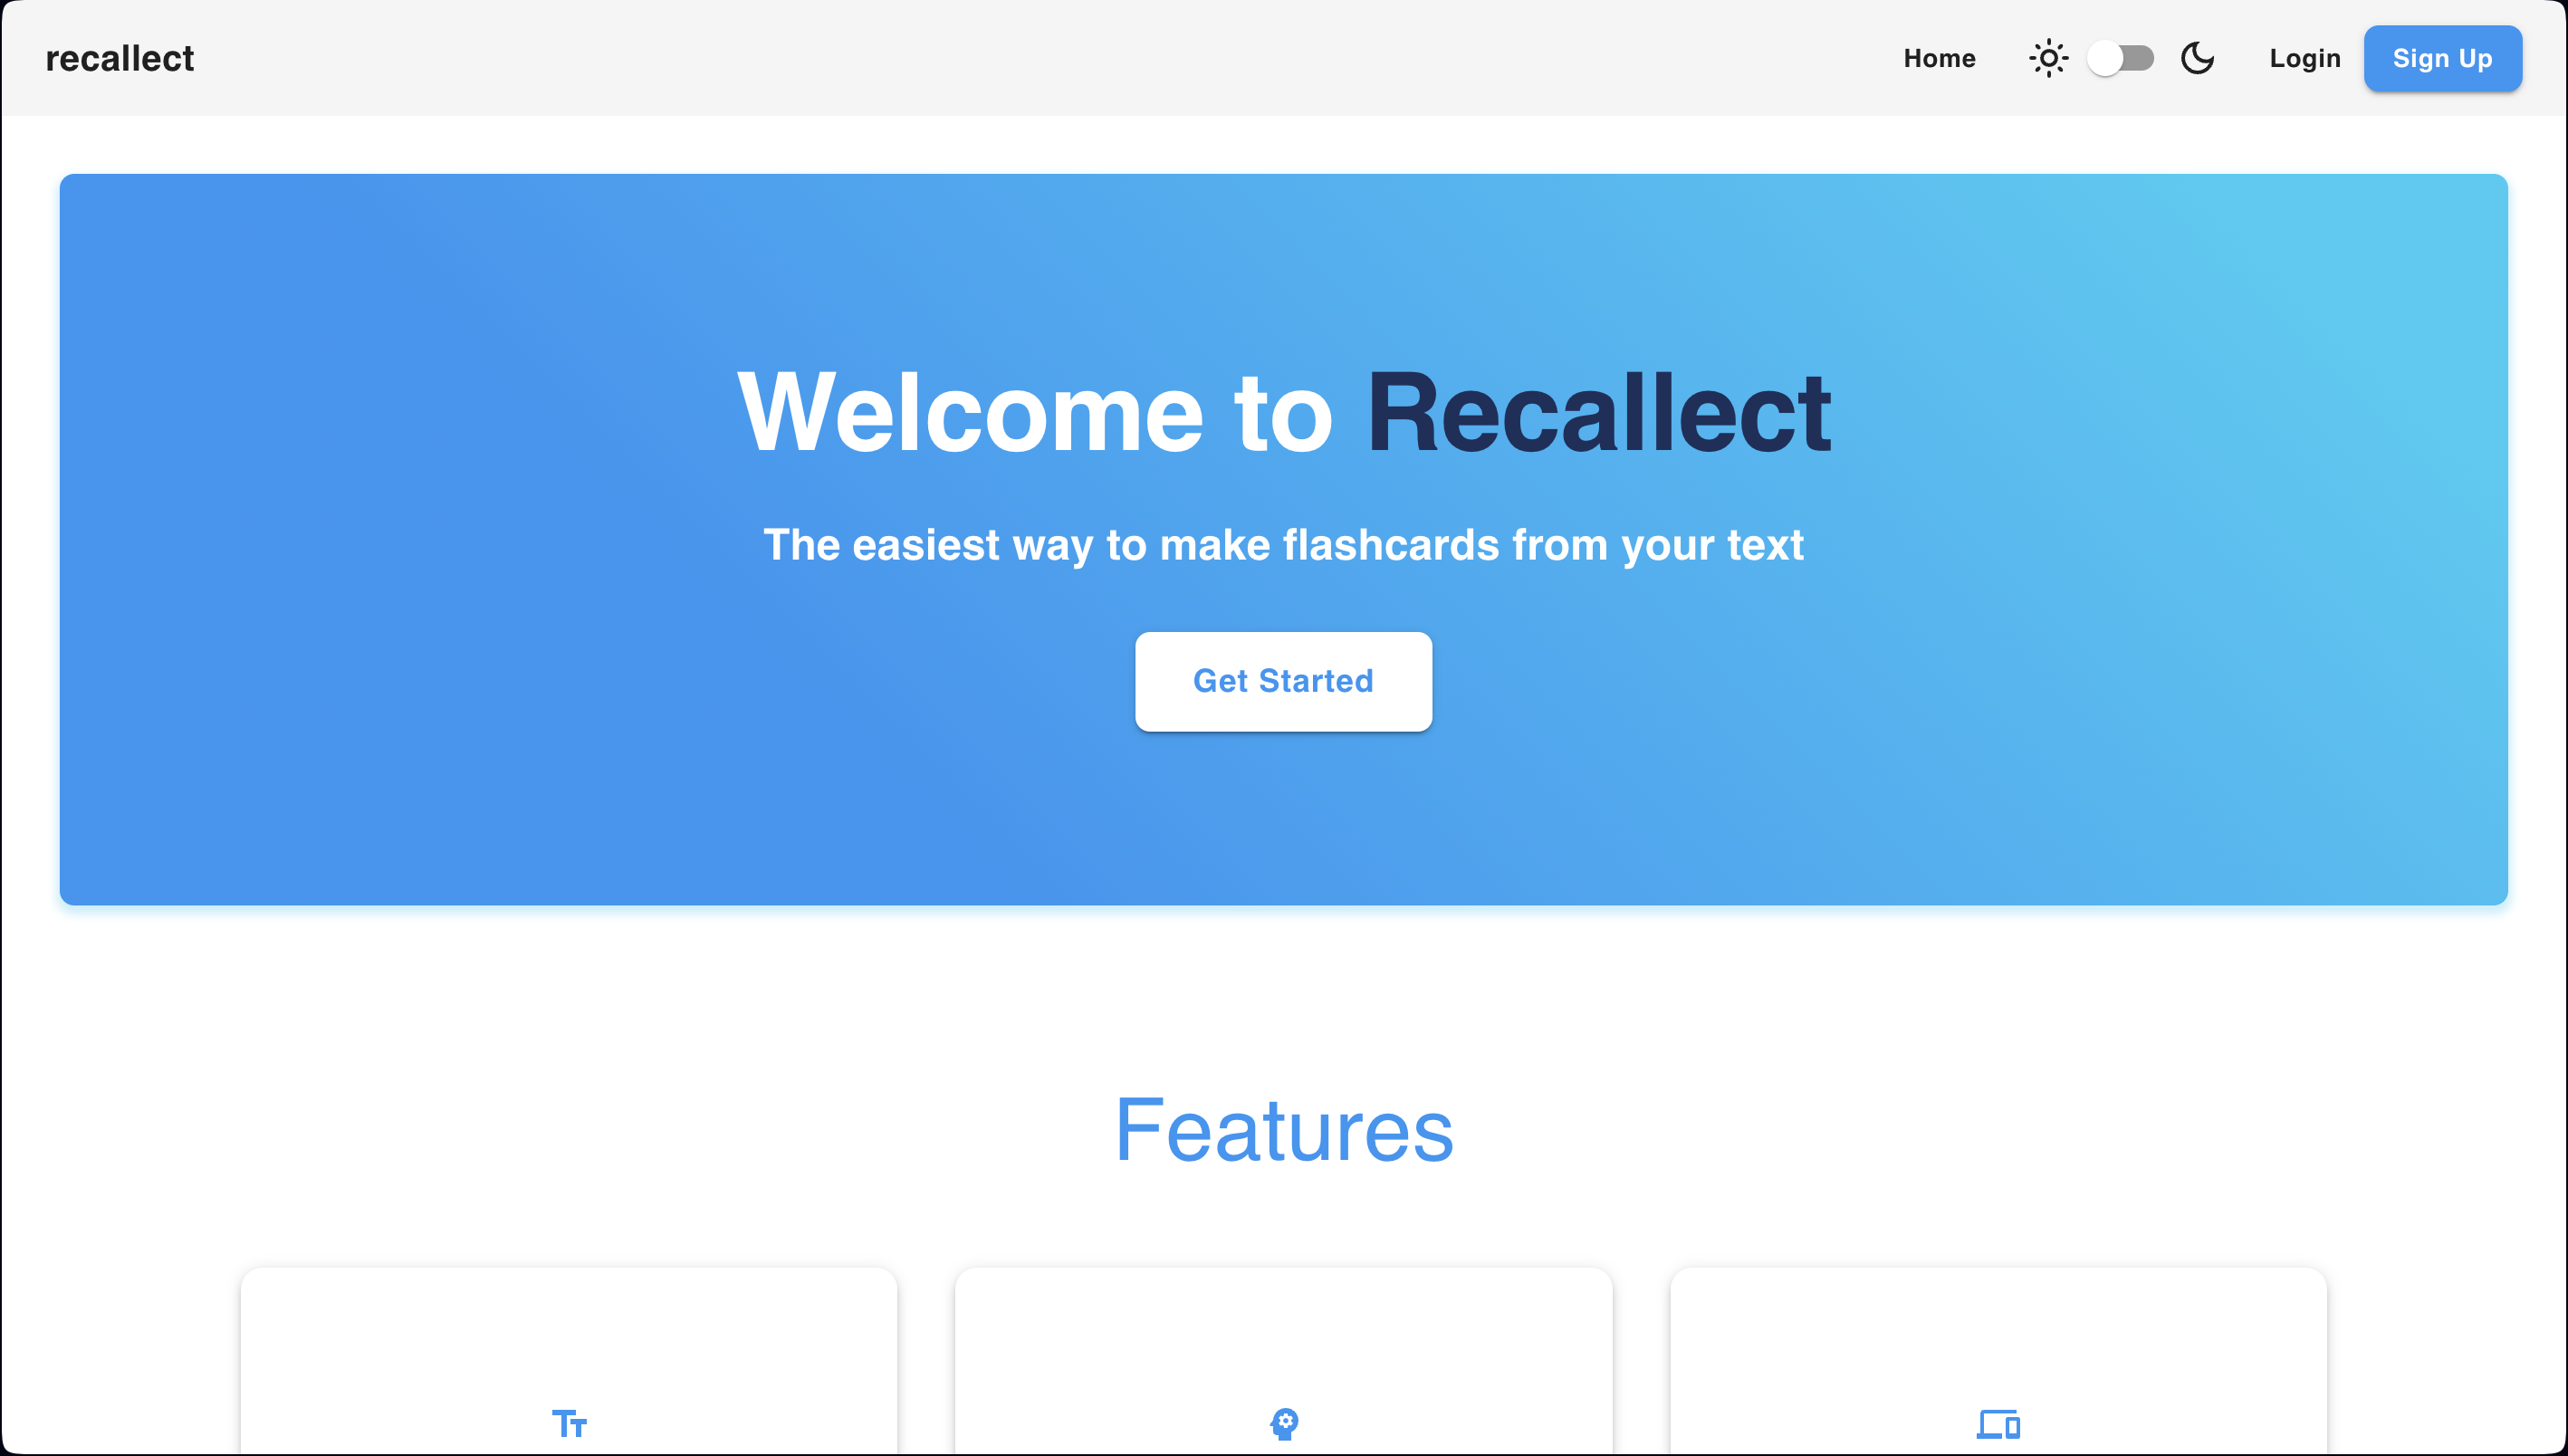 recallect
Home
Login
Sign Up
Welcome to Recallect
The easiest way to make flashcards from your text
Get Started
Features